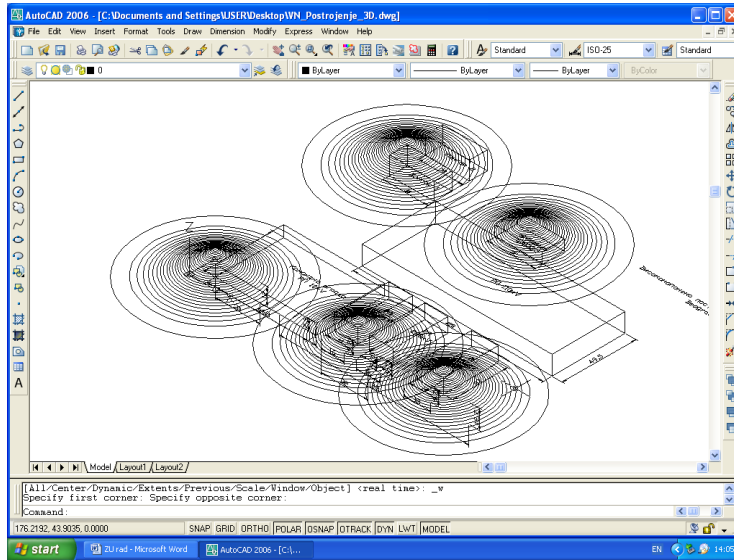 AutoCAD 2006 - [C:\Documents and Settings\USER\Desktop\VN_Postrojenje_3D.dwg]
File Edit View Insert Format Tools Draw Dimension Modify Express Window Help
Standard ISO-25 Standard
0 ByLayer ByLayer ByLayer ByColor
49,5
Model Layout1 Layout2
[All/Center/Dynamic/Extents/Previous/Scale/Window/Object] <real time>: _w
Specify first corner: Specify opposite corner:
Command:
176.2192, 43.9035, 0.0000 SNAP GRID ORTHO POLAR OSNAP OTRACK DYN LWT MODEL
start ZU rad - Microsoft Word AutoCAD 2006 - [C:\... EN 14:05